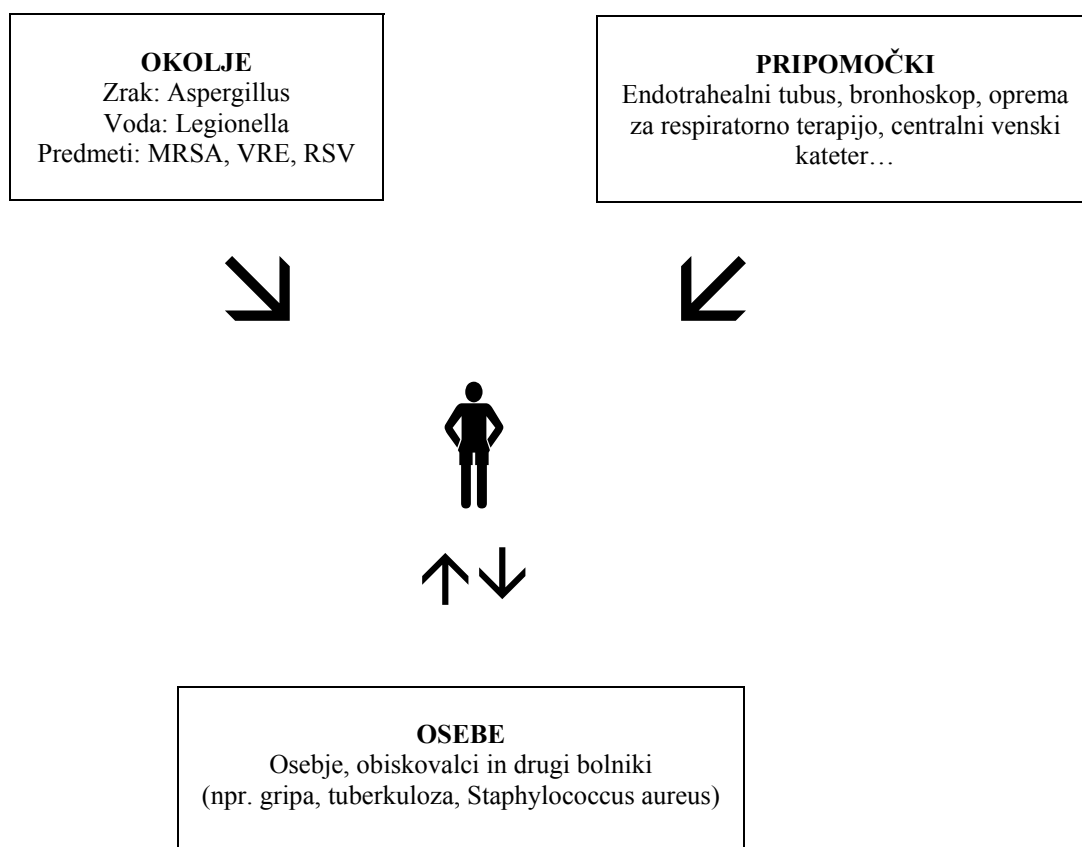 OKOLJE
Zrak: Aspergillus
Voda: Legionella
Predmeti: MRSA, VRE, RSV
PRIPOMOČKI
Endotrahealni tubus, bronhoskop, oprema
za respiratorno terapijo, centralni venski
kateter…
OSEBE
Osebje, obiskovalci in drugi bolniki
(npr. gripa, tuberkuloza, Staphylococcus aureus)